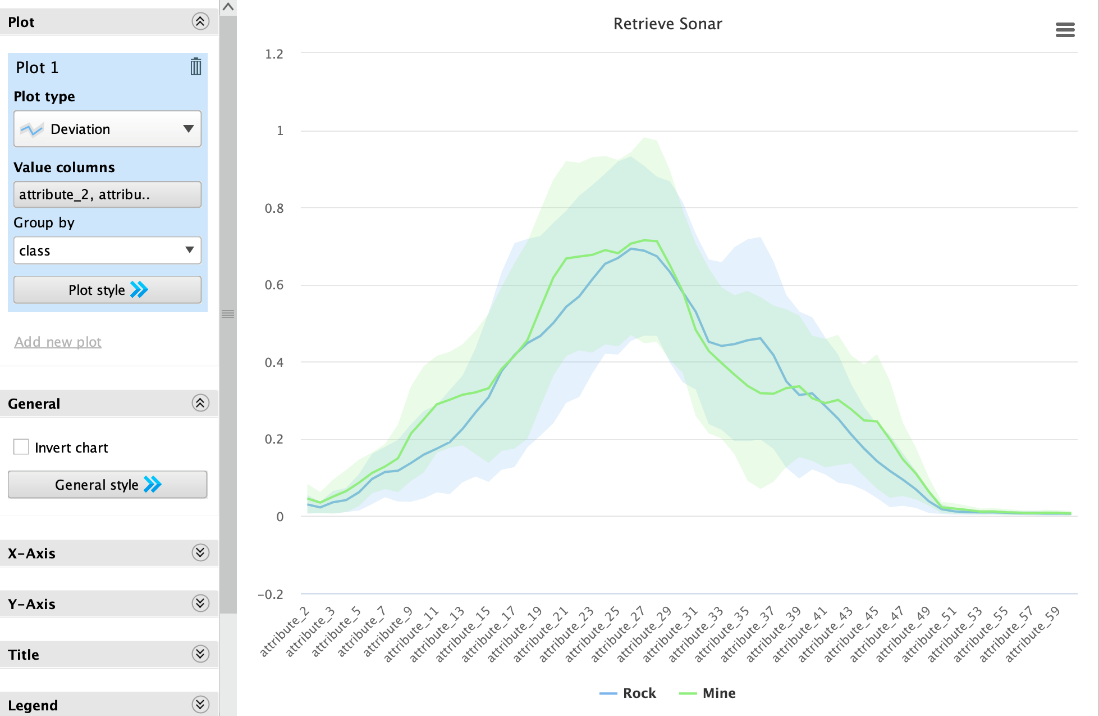 Plot
Plot 1
Plot type
Deviation
Value columns
attribute_2, attribu..
Group by
class
Plot style
Add new plot
General
Invert chart
General style
X-Axis
Y-Axis
Title
Legend
Retrieve Sonar
1.2
1
0.8
0.6
0.4
0.2
0
-0.2
attribute_2
attribute_3
attribute_5
attribute_7
attribute_9
attribute_11
attribute_13
attribute_15
attribute_17
attribute_19
attribute_21
attribute_23
attribute_25
attribute_27
attribute_29
attribute_31
attribute_33
attribute_35
attribute_37
attribute_39
attribute_41
attribute_43
attribute_45
attribute_47
attribute_49
attribute_51
attribute_53
attribute_55
attribute_57
attribute_59
Rock Mine